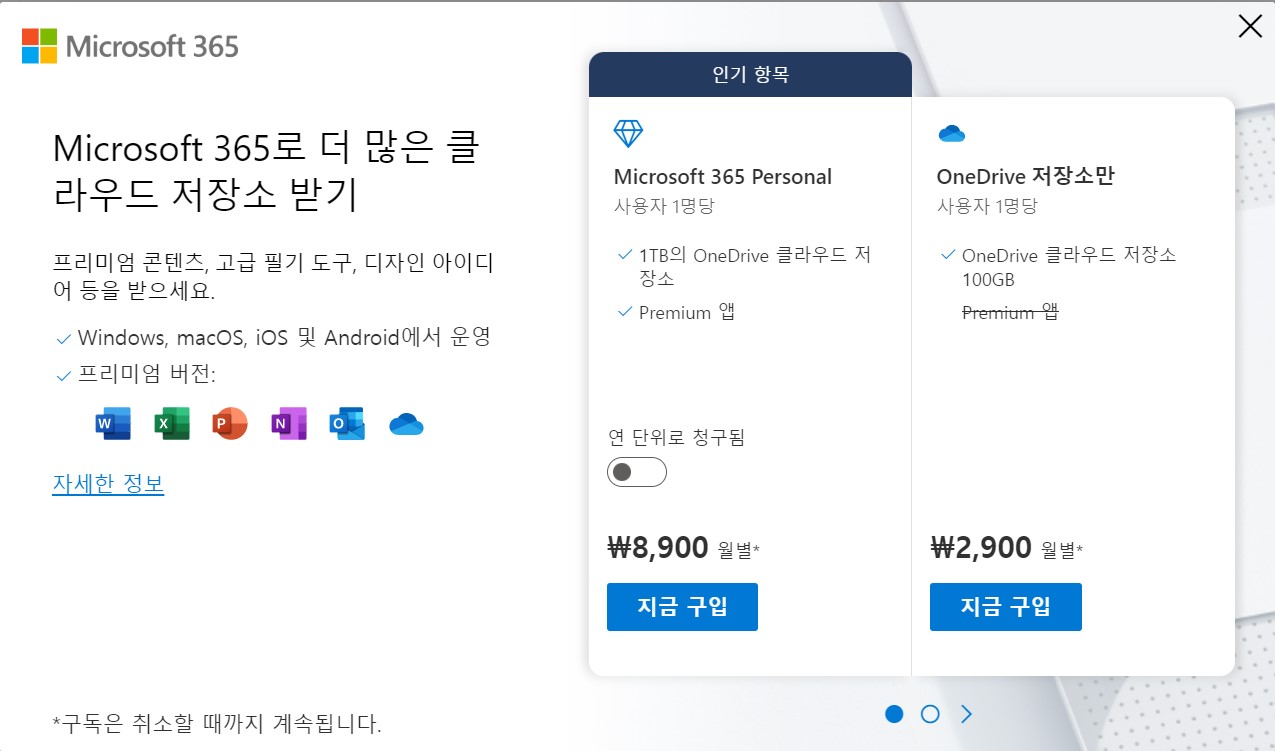 Microsoft 365
Microsoft 365로 더 많은 클
라우드 저장소 받기
프리미엄 콘텐츠, 고급 필기 도구, 디자인 아이디
어 등을 받으세요.
Windows, macOS, iOS 및 Android에서 운영
프리미엄 버전:
W X P N O
자세한 정보
*구독은 취소할 때까지 계속됩니다.
인기 항목
Microsoft 365 Personal
사용자 1명당
1TB의 OneDrive 클라우드 저
장소
Premium 앱
연 단위로 청구됨
₩8,900 월별*
지금 구입
OneDrive 저장소만
사용자 1명당
OneDrive 클라우드 저장소
100GB
Premium 앱
₩2,900 월별*
지금 구입